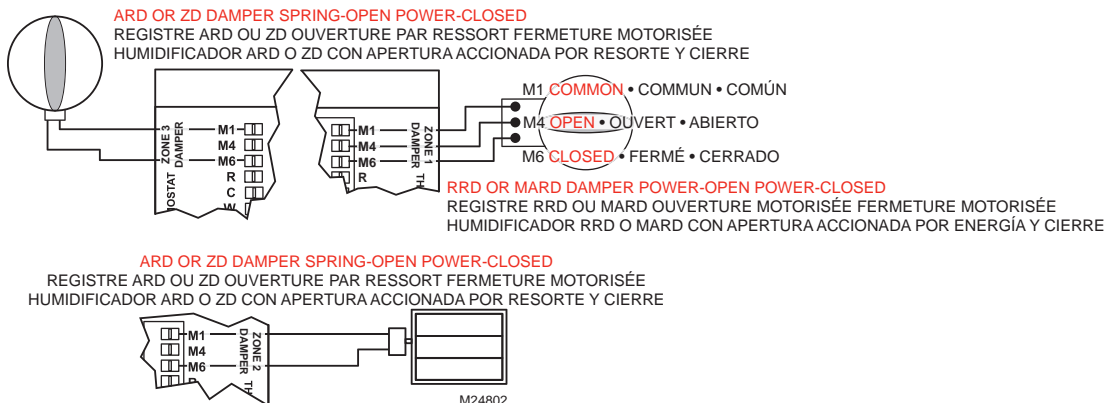 ARD OR ZD DAMPER SPRING-OPEN POWER-CLOSED
REGISTRE ARD OU ZD OUVERTURE PAR RESSORT FERMETURE MOTORISÉE
HUMIDIFICADOR ARD O ZD CON APERTURA ACCIONADA POR RESORTE Y CIERRE
ZONE 3
DAMPER
M1
M4
M6
R
C
W
OSTAT
M1
M4
M6
R
ZONE 1
DAMPER
TH
M1 COMMON • COMMUN • COMÚN
M4 OPEN • OUVERT • ABIERTO
M6 CLOSED • FERMÉ • CERRADO
RRD OR MARD DAMPER POWER-OPEN POWER-CLOSED
REGISTRE RRD OU MARD OUVERTURE MOTORISÉE FERMETURE MOTORISÉE
HUMIDIFICADOR RRD O MARD CON APERTURA ACCIONADA POR ENERGÍA Y CIERRE
ARD OR ZD DAMPER SPRING-OPEN POWER-CLOSED
REGISTRE ARD OU ZD OUVERTURE PAR RESSORT FERMETURE MOTORISÉE
HUMIDIFICADOR ARD O ZD CON APERTURA ACCIONADA POR RESORTE Y CIERRE
M1
M4
M6
ZONE 2
DAMPER
TH
M24802